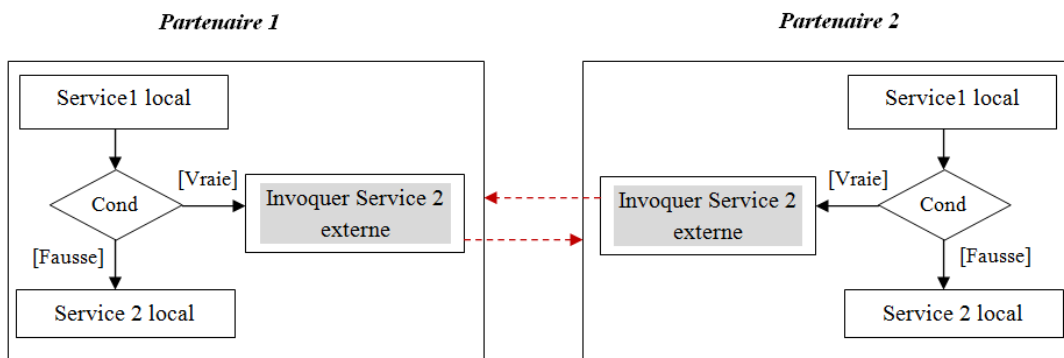 Partenaire 1
Service1 local
[Vraie]
Cond
Invoquer Service 2
externe
[Fausse]
Service 2 local
Partenaire 2
Service1 local
[Vraie]
Invoquer Service 2
externe
Cond
[Fausse]
Service 2 local